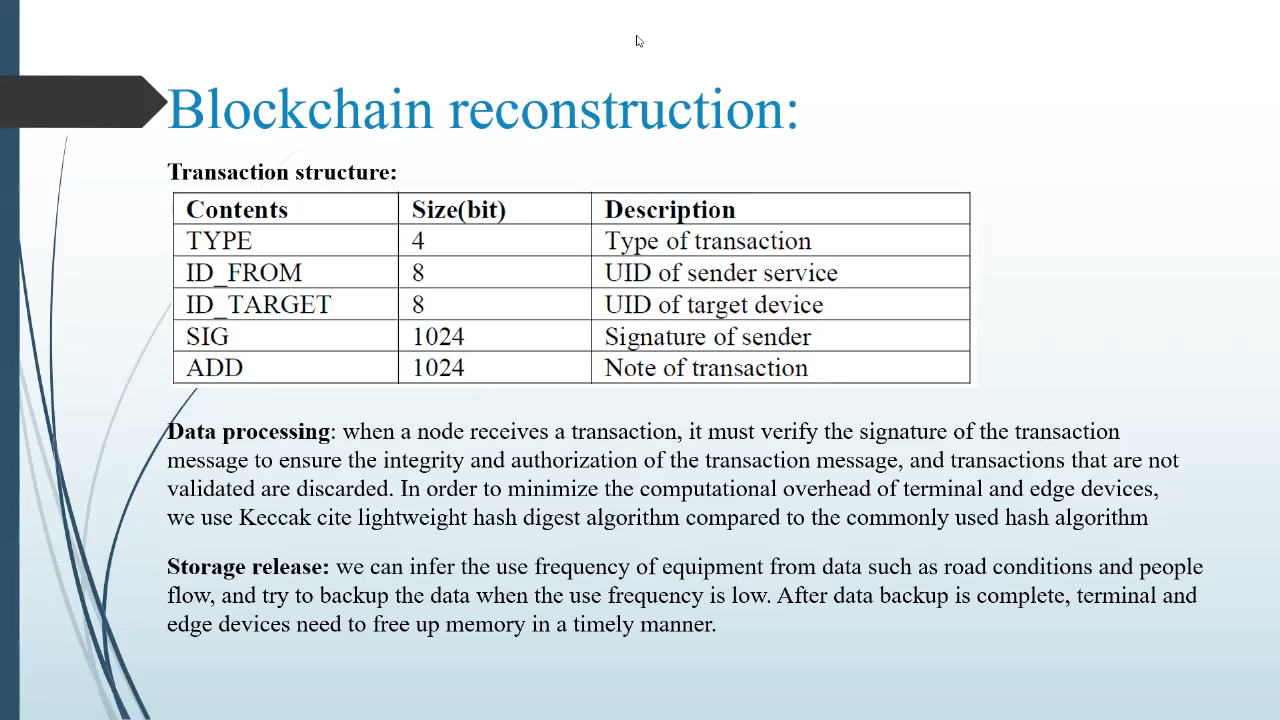 Blockchain reconstruction:
Transaction structure:
Contents Size(bit) Description
TYPE 4 Type of transaction
ID_FROM 8 UID of sender service
ID_TARGET 8 UID of target device
SIG 1024 Signature of sender
ADD 1024 Note of transaction
Data processing: when a node receives a transaction, it must verify the signature of the transaction
message to ensure the integrity and authorization of the transaction message, and transactions that are not
validated are discarded. In order to minimize the computational overhead of terminal and edge devices,
we use Keccak cite lightweight hash digest algorithm compared to the commonly used hash algorithm
Storage release: we can infer the use frequency of equipment from data such as road conditions and people
flow, and try to backup the data when the use frequency is low. After data backup is complete, terminal and
edge devices need to free up memory in a timely manner.